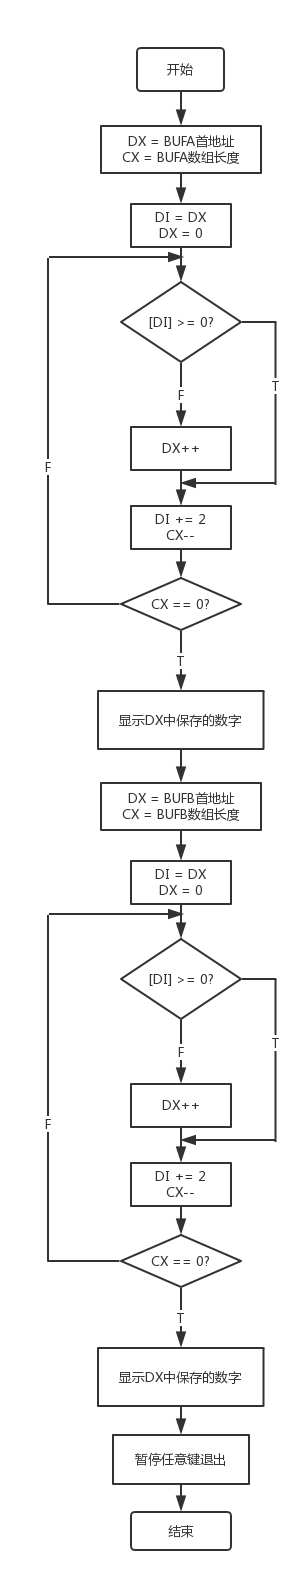 开始
DX = BUFA首地址
CX = BUFA数组长度
DI = DX
DX = 0
[DI] >= 0?
T
F
DX++
F
DI += 2
CX--
CX == 0?
T
显示DX中保存的数字
DX = BUFB首地址
CX = BUFB数组长度
DI = DX
DX = 0
[DI] >= 0?
T
F
DX++
F
DI += 2
CX--
CX == 0?
T
显示DX中保存的数字
暂停任意键退出
结束